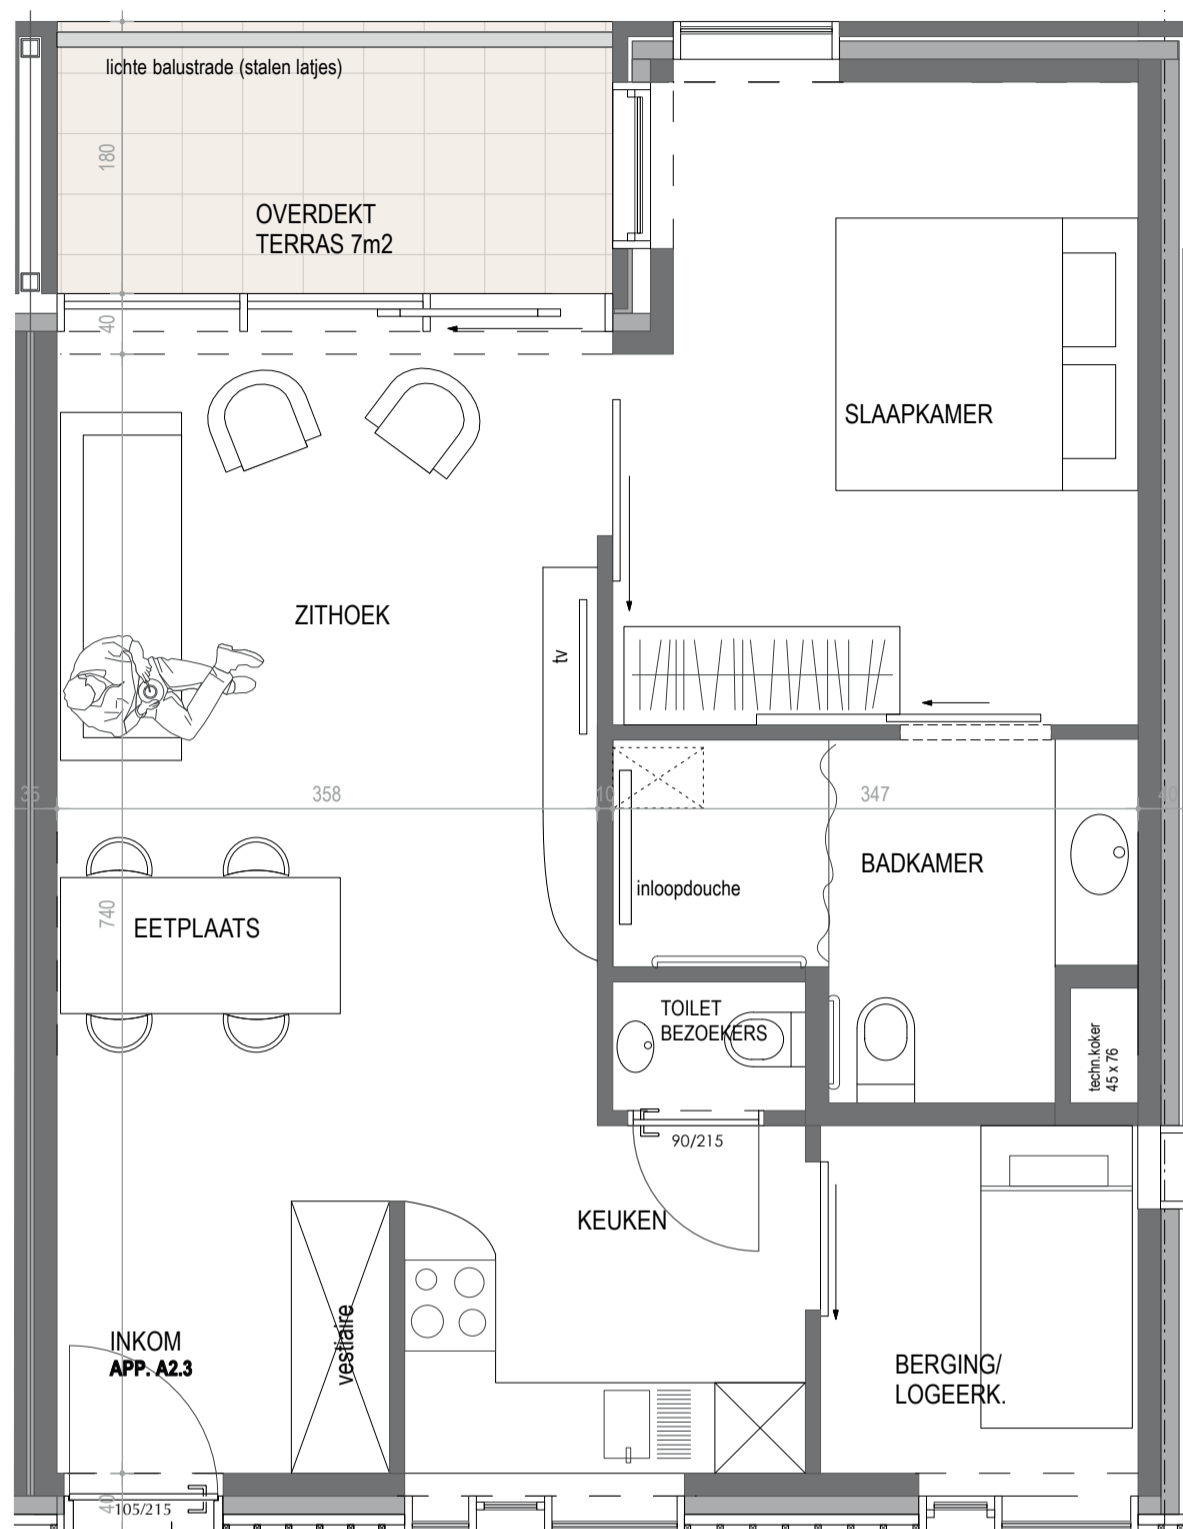 lichte balustrade (stalen latjes)
180
OVERDEKT
TERRAS 7m2
40
SLAAPKAMER
ZITHOEK
tv
35
358
10
347
40
BADKAMER
inloopdouche
740
EETPLAATS
TOILET
BEZOEKERS
techn.koker
45 x 76
90/215
KEUKEN
vestiaire
INKOM
APP. A2.3
BERGING/
LOGEERK.
40
105/215